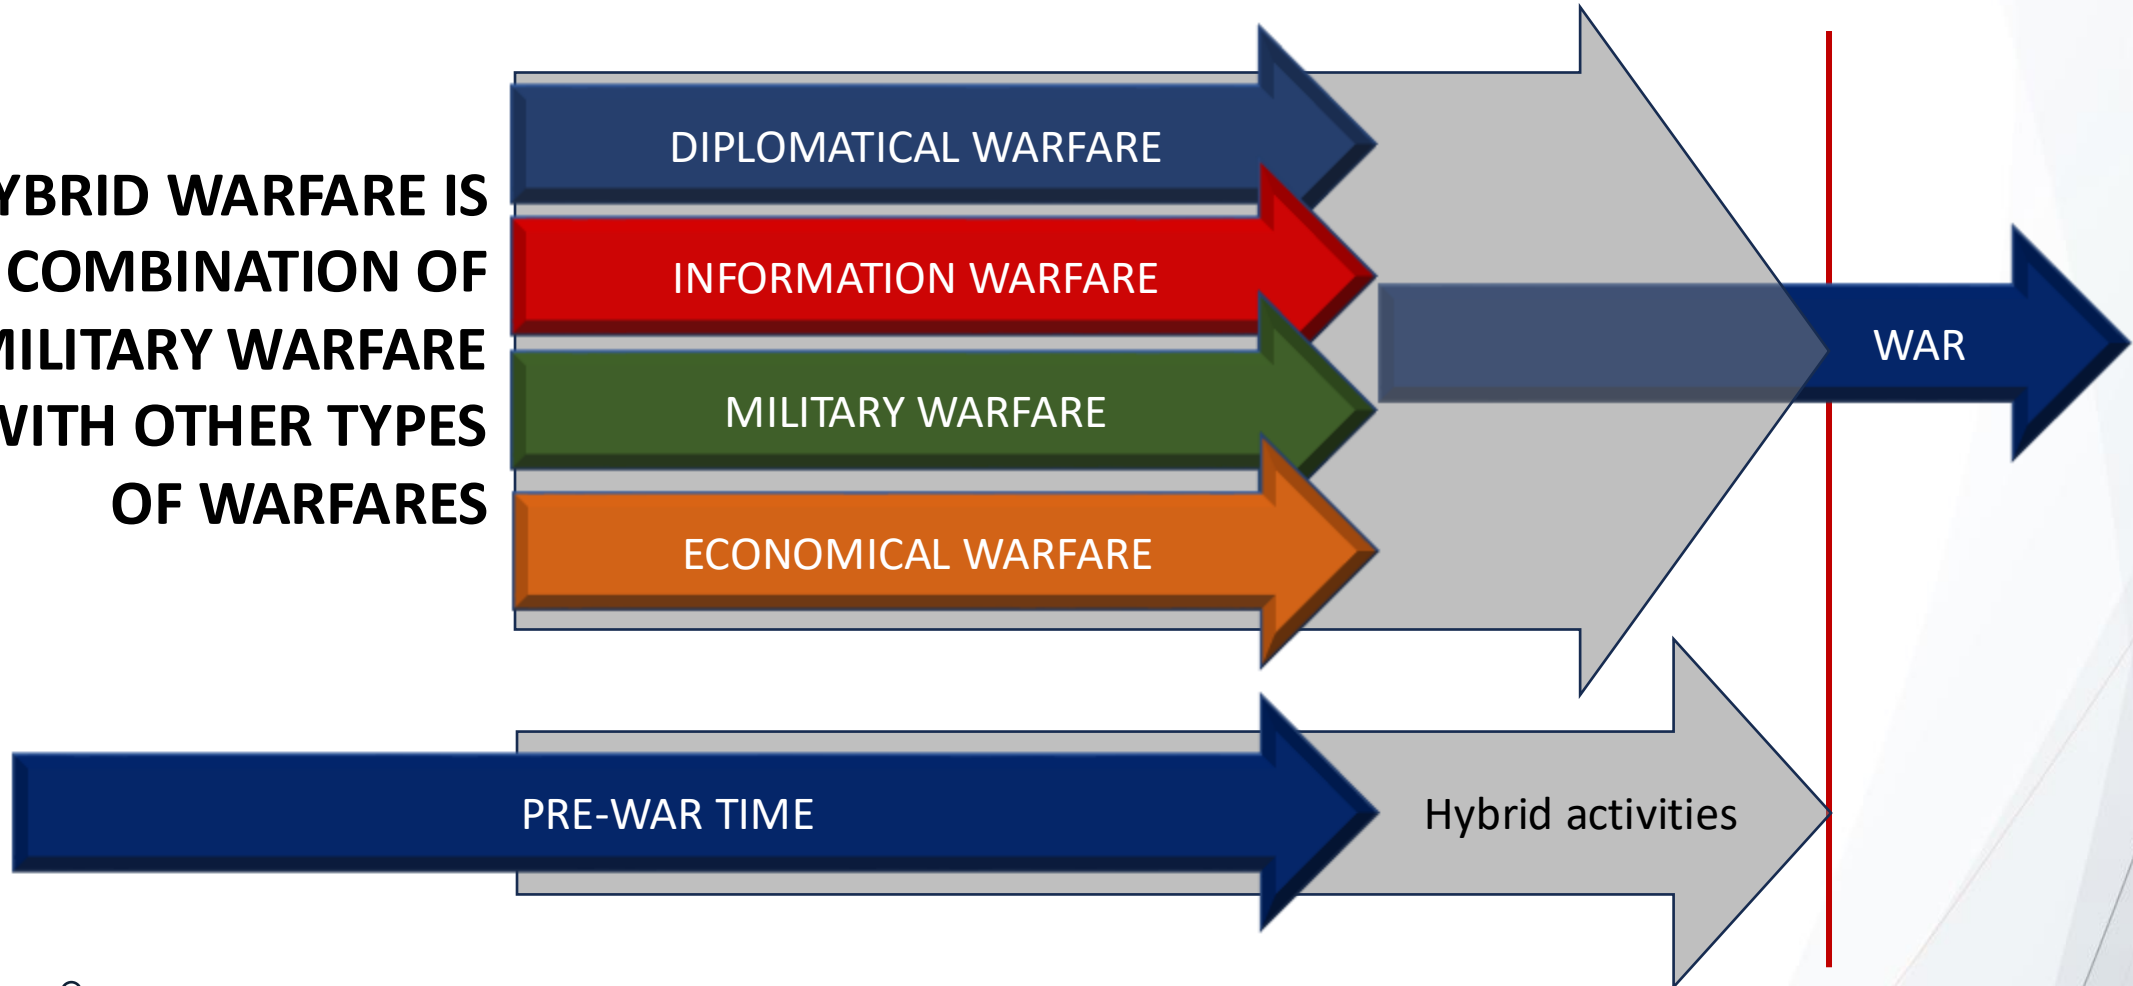 YBRID WARFARE IS
COMBINATION OF
MILITARY WARFARE
WITH OTHER TYPES
OF WARFARES
DIPLOMATICAL WARFARE
INFORMATION WARFARE
MILITARY WARFARE
ECONOMICAL WARFARE
WAR
PRE-WAR TIME
Hybrid activities